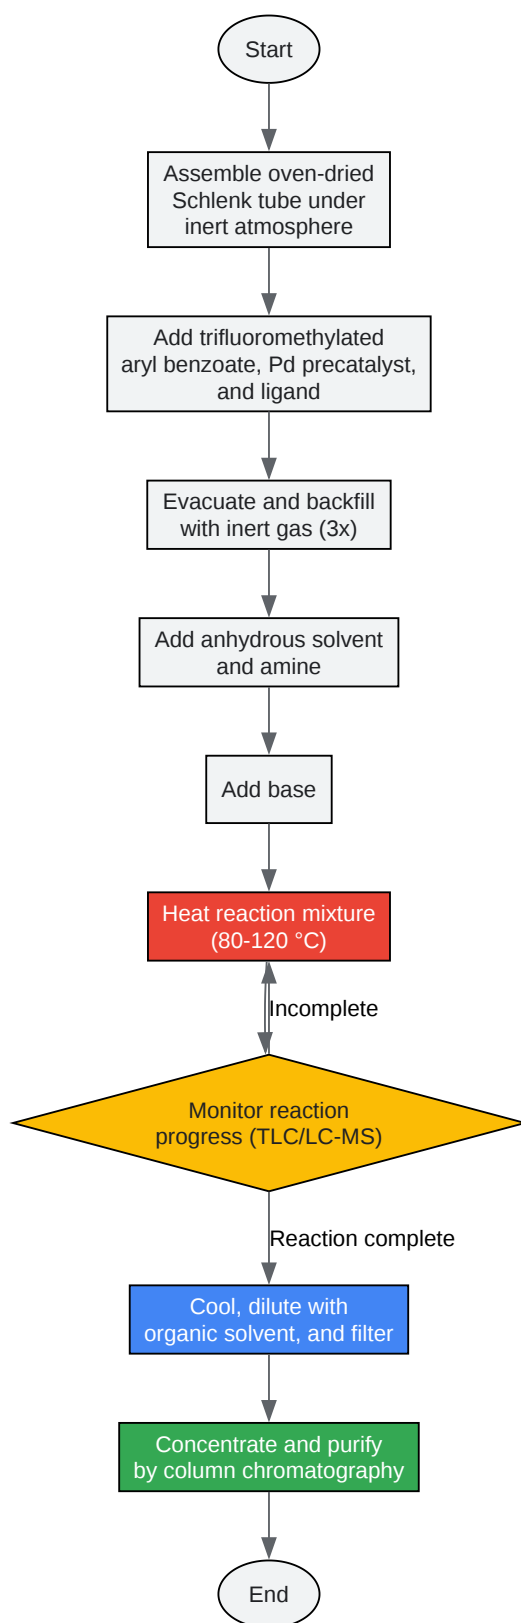 Start
Assemble oven-dried
Schlenk tube under
inert atmosphere
Add trifluoromethylated
aryl benzoate, Pd precatalyst,
and ligand
Evacuate and backfill
with inert gas (3x)
Add anhydrous solvent
and amine
Add base
Heat reaction mixture
(80-120 °C)
Incomplete
Monitor reaction
progress (TLC/LC-MS)
Reaction complete
Cool, dilute with
organic solvent, and filter
Concentrate and purify
by column chromatography
End